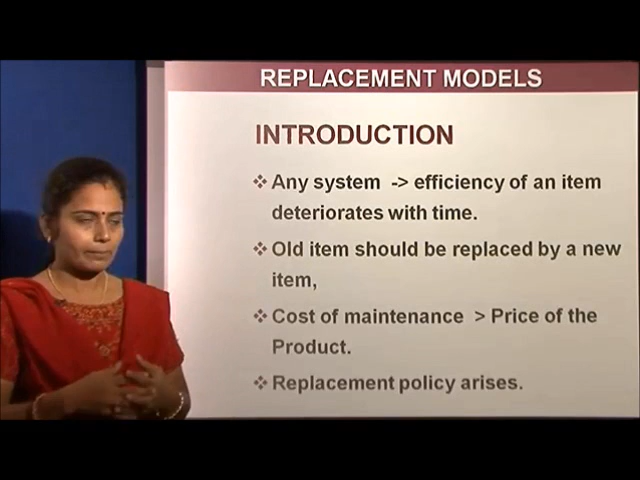 REPLACEMENT MODELS
INTRODUCTION
❖ Any system -> efficiency of an item
deteriorates with time.
❖ Old item should be replaced by a new
item,
❖ Cost of maintenance > Price of the
Product.
❖ Replacement policy arises.